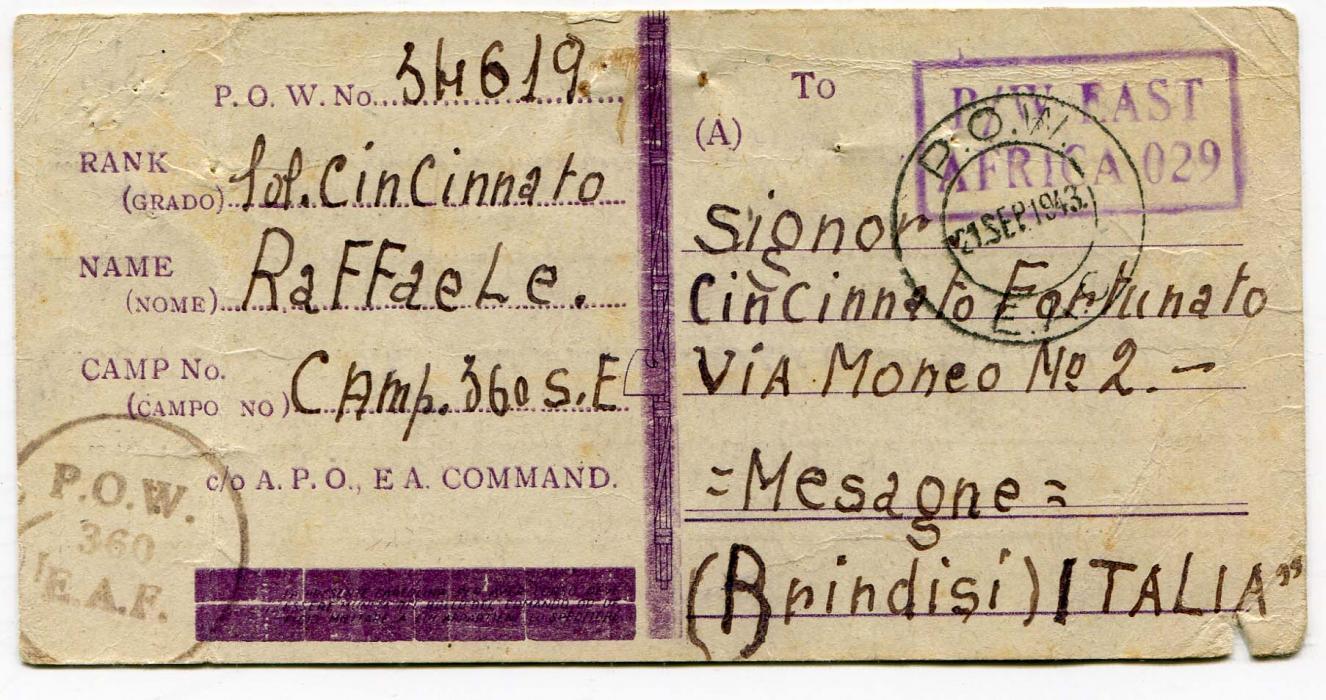 P. O. W. No. 34619
RANK
(GRADO) Sol. Cincinnato
NAME
(NOME) Raffaele.
CAMP No.
(CAMPO NO) CAmp. 360 S.E
c/o A. P. O., E A. COMMAND.
P.O.W.
360
E.A.F.
To
(A)
P/W EAST
AFRICA 029
P.O.W.
21 SEP. 1943
Signor
Cincinnato Fortunato
ViA Moneo Nº 2. -
=Mesagne=
(Brindisi) ITALIA"